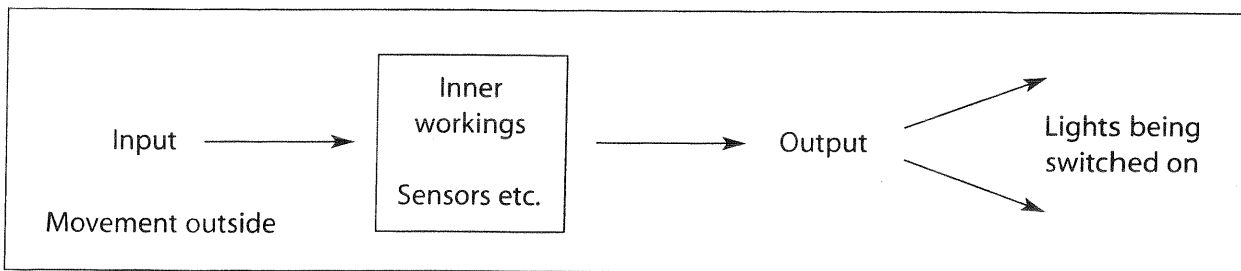 Input
Movement outside
Inner
workings
Sensors etc.
Output
Lights being
switched on